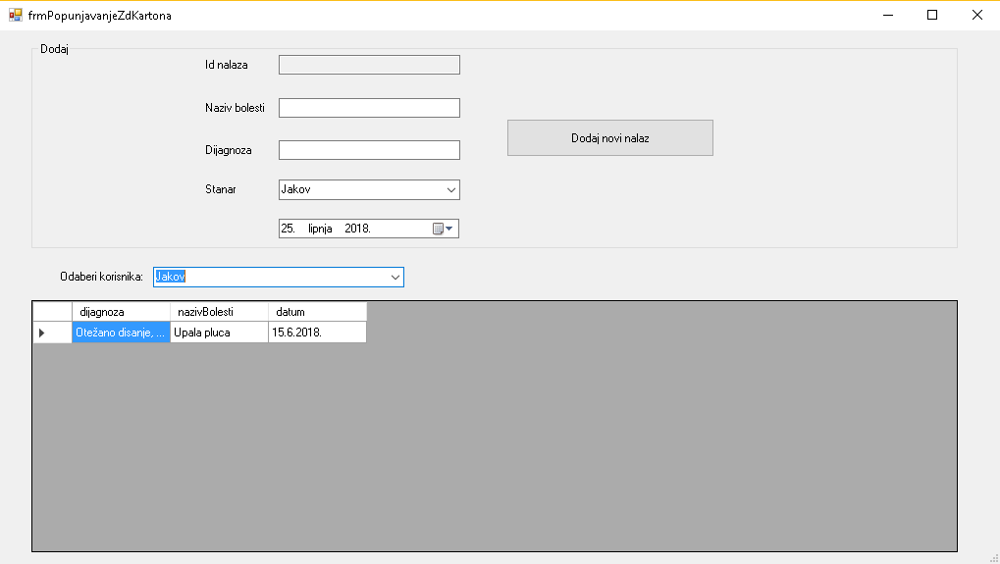 frmPopunjavanjeZdKartona
Dodaj
Id nalaza
Naziv bolesti
Dodaj novi nalaz
Dijagnoza
Stanar Jakov
25. lipnja 2018.
Odaberi korisnika: Jakov
dijagnoza nazivBolesti datum
Otežano disanje, ... Upala pluca 15.6.2018.